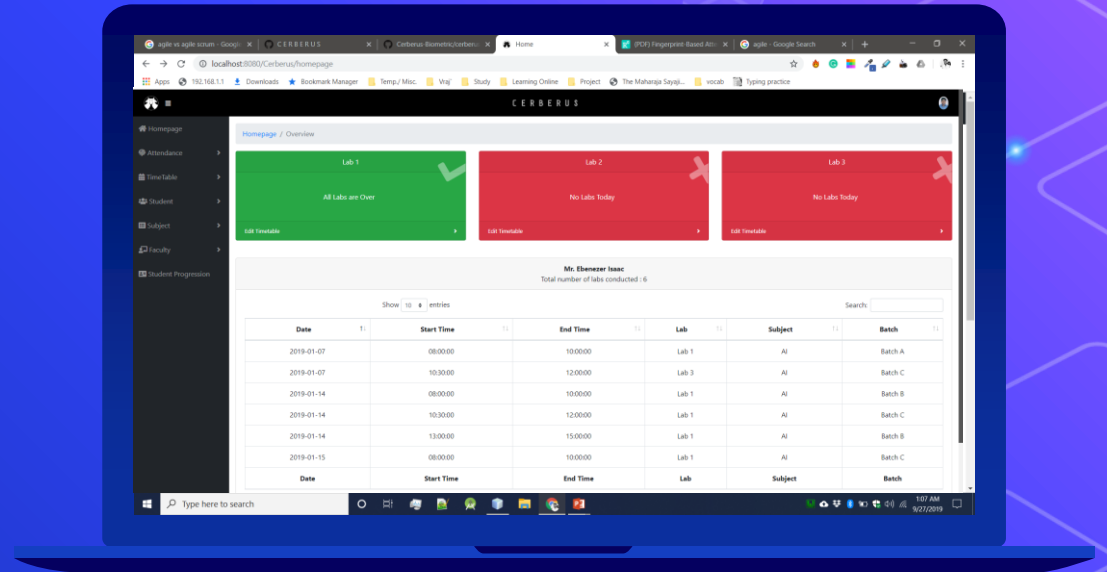 agile vs agile scrum - Goog
CERBERUS
Cerberus-Biometric/cerberu
Home
(PDF) Fingerprint-Based Att
agile - Google Search
localhost:8080/Cerberus/homepage
Apps 192.168.1.1 Downloads Bookmark Manager Temp./ Misc. Vraj Study Learning Online Project The Maharaja Sayaji... vocab Typing practice
CERBERUS
Homepage
Attendance
TimeTable
Student
Subject
Faculty
Student Progression
Homepage / Overview
Lab 1
All Labs are Over
Edit Timetable
Lab 2
No Labs Today
Edit Timetable
Lab 3
No Labs Today
Edit Timetable
Mr. Ebenezer Isaac
Total number of labs conducted : 6
Show 10 entries
Search:
Date Start Time End Time Lab Subject Batch
2019-01-07 08:00:00 10:00:00 Lab 1 AI Batch A
2019-01-07 10:30:00 12:00:00 Lab 3 AI Batch C
2019-01-14 08:00:00 10:00:00 Lab 1 AI Batch B
2019-01-14 10:30:00 12:00:00 Lab 1 AI Batch C
2019-01-14 13:00:00 15:00:00 Lab 1 AI Batch B
2019-01-15 08:00:00 10:00:00 Lab 1 AI Batch C
Date Start Time End Time Lab Subject Batch
Type here to search
1:07 AM
9/27/2019